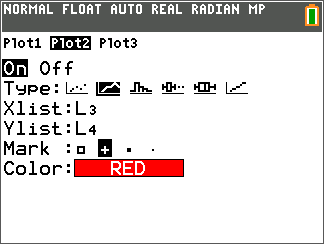 NORMAL FLOAT AUTO REAL RADIAN MP
Plot1 Plot2 Plot3
On Off
Type:
Xlist:L3
Ylist:L4
Mark :
Color: RED